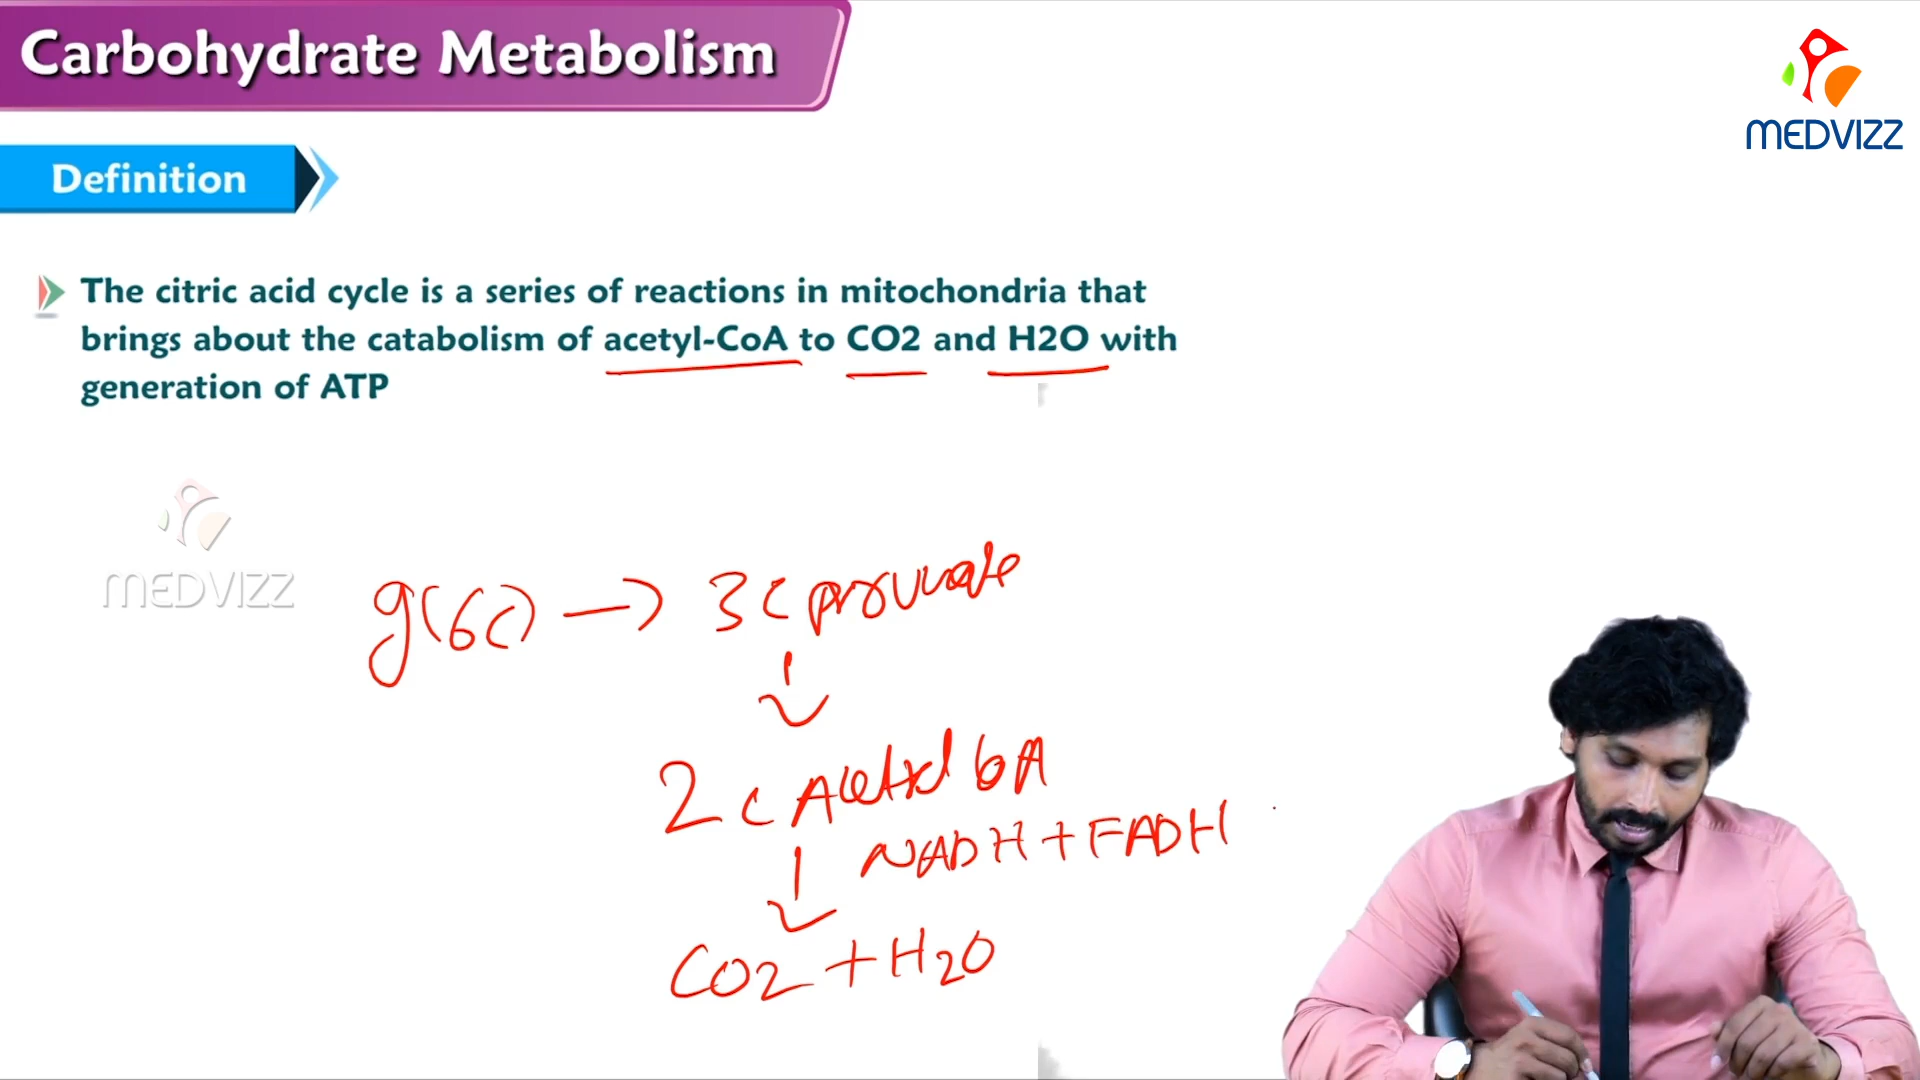 Carbohydrate Metabolism
MEDVIZZ
Definition
The citric acid cycle is a series of reactions in mitochondria that
brings about the catabolism of acetyl-CoA to CO2 and H2O with
generation of ATP
MEDVIZZ
g(6C) → 3C pyruvate
2C Acetyl CoA
NADH + FADH
CO2 + H2O